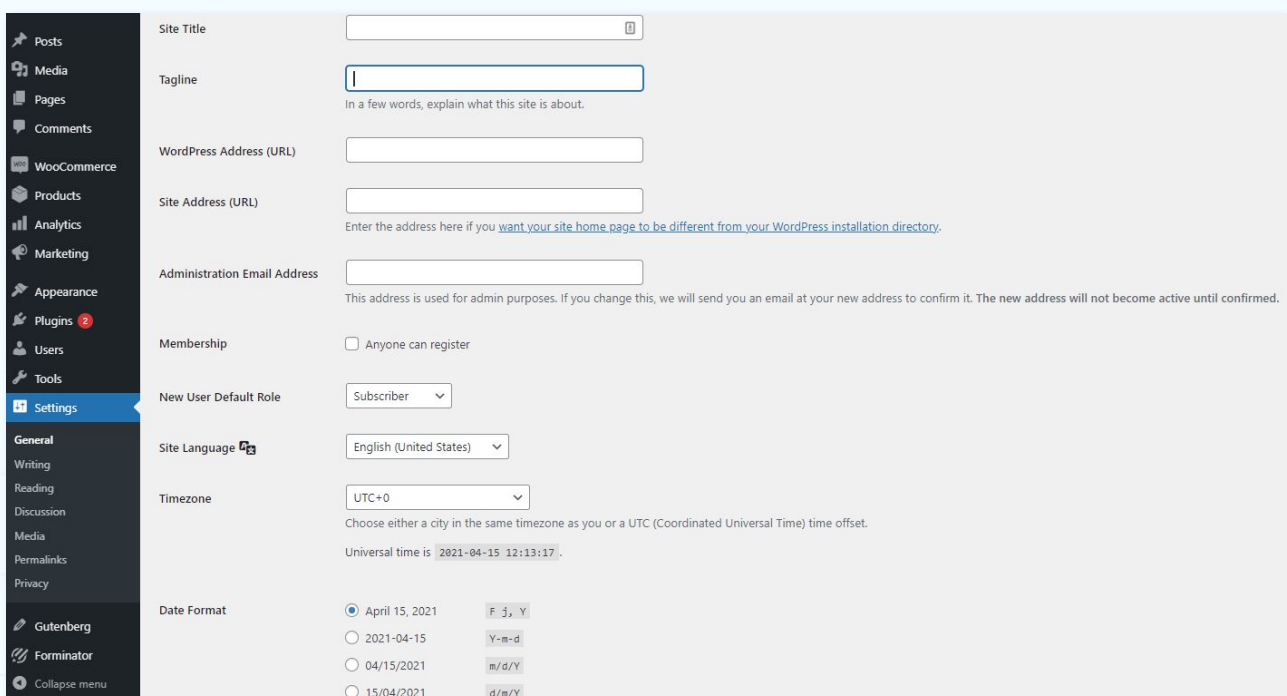 Posts
Media
Pages
Comments
WooCommerce
Products
Analytics
Marketing
Appearance
Plugins 2
Users
Tools
Settings
General
Writing
Reading
Discussion
Media
Permalinks
Privacy
Gutenberg
Forminator
Collapse menu
Site Title
Tagline
In a few words, explain what this site is about.
WordPress Address (URL)
Site Address (URL)
Enter the address here if you want your site home page to be different from your WordPress installation directory.
Administration Email Address
This address is used for admin purposes. If you change this, we will send you an email at your new address to confirm it. The new address will not become active until confirmed.
Membership Anyone can register
New User Default Role Subscriber
Site Language English (United States)
Timezone UTC+0
Choose either a city in the same timezone as you or a UTC (Coordinated Universal Time) time offset.
Universal time is 2021-04-15 12:13:17 .
Date Format April 15, 2021 F j, Y
2021-04-15 Y-m-d
04/15/2021 m/d/Y
15/04/2021 d/m/Y